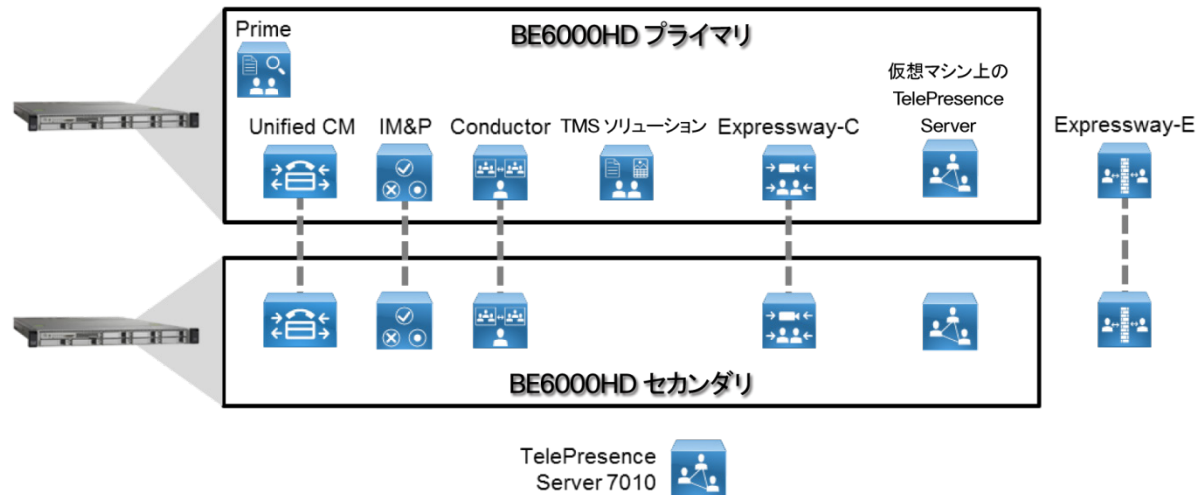 BE6000HD プライマリ
Prime
Unified CM
IM&P
Conductor
TMS ソリューション
Expressway-C
仮想マシン上の
TelePresence
Server
Expressway-E
BE6000HD セカンダリ
TelePresence
Server 7010